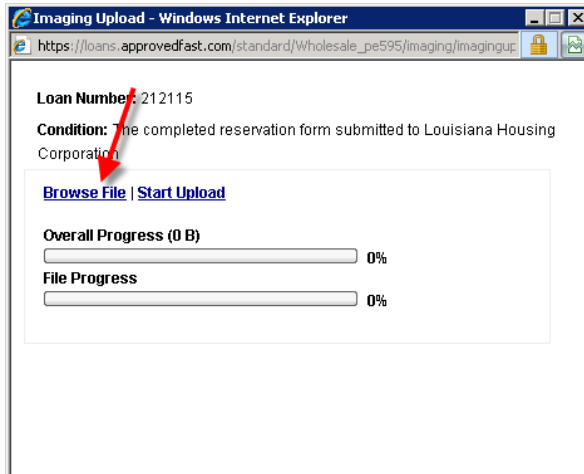 Imaging Upload - Windows Internet Explorer
https://loans.approvedfast.com/standard/Wholesale_pe595/imaging/imagingup
Loan Number: 212115
Condition: The completed reservation form submitted to Louisiana Housing
Corporation
Browse File | Start Upload
Overall Progress (0 B)
0%
File Progress
0%